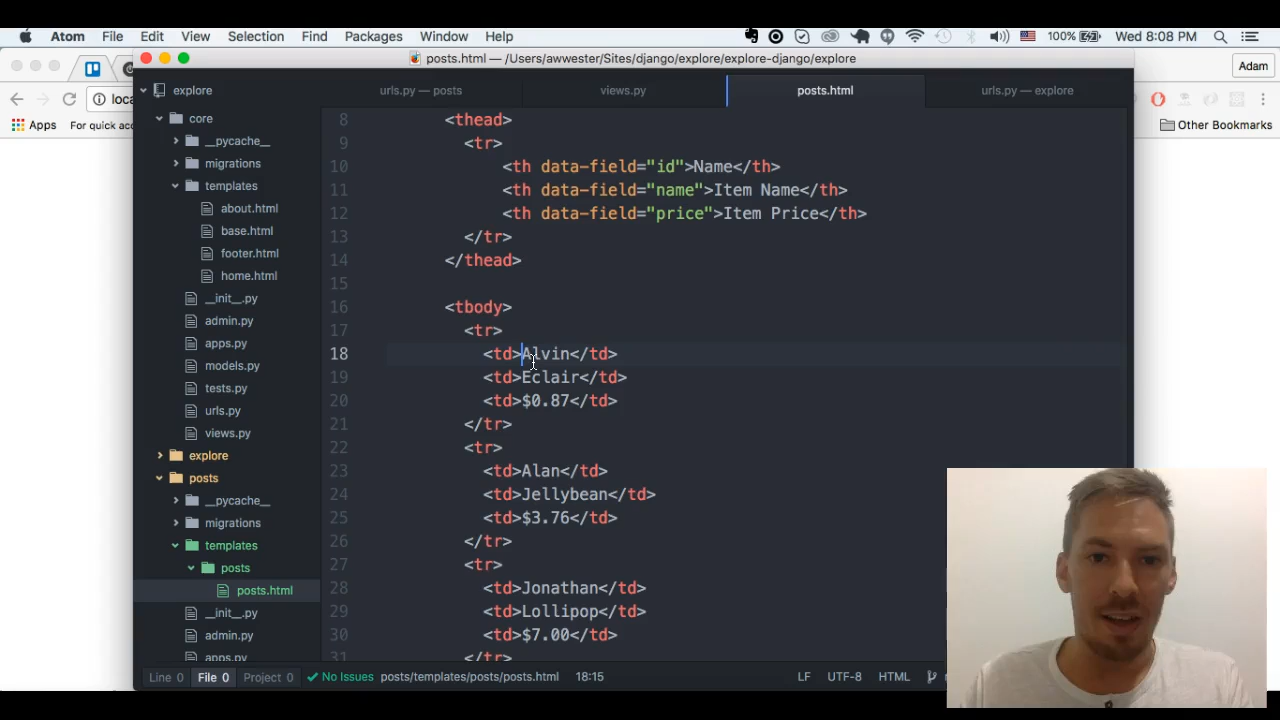 Atom File Edit View Selection Find Packages Window Help 100% Wed 8:08 PM
posts.html — /Users/awwester/Sites/django/explore/explore-django/explore
Adam
loca
Apps For quick acc
Other Bookmarks
explore
urls.py — posts views.py posts.html urls.py — explore
core
__pycache__
migrations
templates
about.html
base.html
footer.html
home.html
__init__.py
admin.py
apps.py
models.py
tests.py
urls.py
views.py
explore
posts
__pycache__
migrations
templates
posts
posts.html
__init__.py
admin.py
apps.py
8 <thead>
9 <tr>
10 <th data-field="id">Name</th>
11 <th data-field="name">Item Name</th>
12 <th data-field="price">Item Price</th>
13 </tr>
14 </thead>
15
16 <tbody>
17 <tr>
18 <td>Alvin</td>
19 <td>Eclair</td>
20 <td>$0.87</td>
21 </tr>
22 <tr>
23 <td>Alan</td>
24 <td>Jellybean</td>
25 <td>$3.76</td>
26 </tr>
27 <tr>
28 <td>Jonathan</td>
29 <td>Lollipop</td>
30 <td>$7.00</td>
31 </tr>
Line 0 File 0 Project 0 No Issues posts/templates/posts/posts.html 18:15 LF UTF-8 HTML